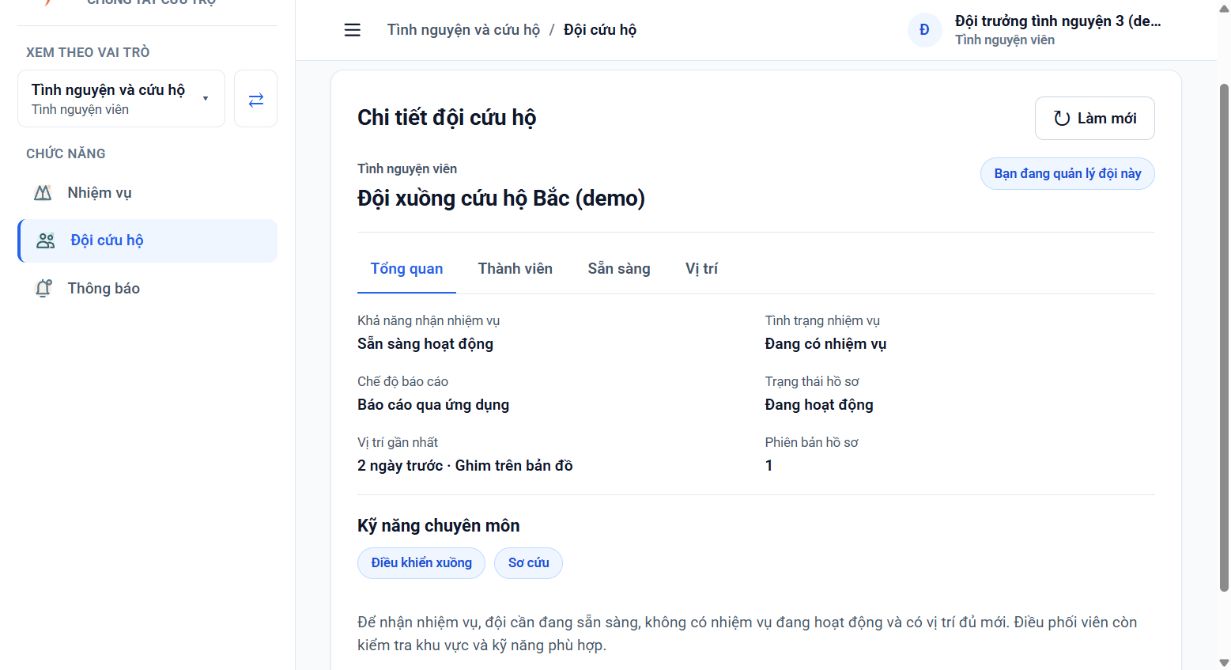 CHUNG TAY CỨU TRỢ
XEM THEO VAI TRÒ
Tình nguyện và cứu hộ
Tình nguyện viên
CHỨC NĂNG
Nhiệm vụ
Đội cứu hộ
Thông báo
Tình nguyện và cứu hộ / Đội cứu hộ
Đ
Đội trưởng tình nguyện 3 (de...
Tình nguyện viên
Chi tiết đội cứu hộ
Làm mới
Tình nguyện viên
Đội xuồng cứu hộ Bắc (demo)
Bạn đang quản lý đội này
Tổng quan Thành viên Sẵn sàng Vị trí
Khả năng nhận nhiệm vụ
Sẵn sàng hoạt động
Tình trạng nhiệm vụ
Đang có nhiệm vụ
Chế độ báo cáo
Báo cáo qua ứng dụng
Trạng thái hồ sơ
Đang hoạt động
Vị trí gần nhất
2 ngày trước · Ghim trên bản đồ
Phiên bản hồ sơ
1
Kỹ năng chuyên môn
Điều khiển xuồng
Sơ cứu
Để nhận nhiệm vụ, đội cần đang sẵn sàng, không có nhiệm vụ đang hoạt động và có vị trí đủ mới. Điều phối viên còn
kiểm tra khu vực và kỹ năng phù hợp.